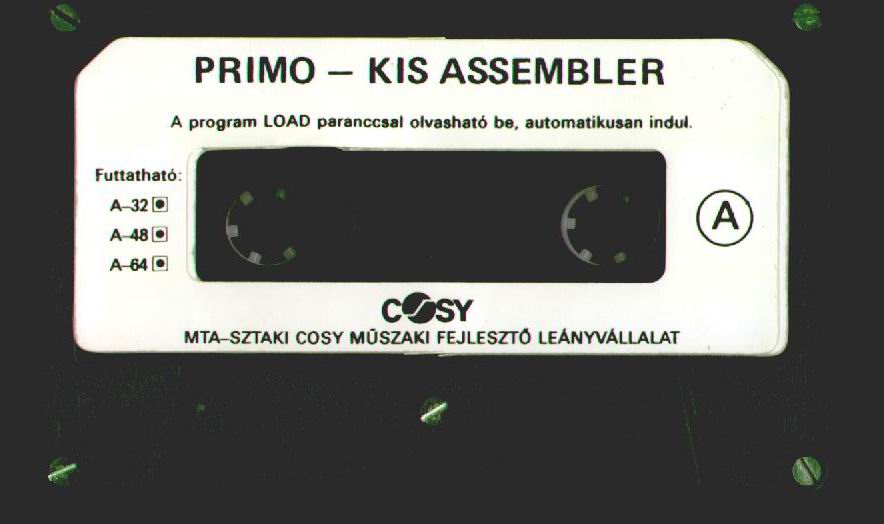 PRIMO – KIS ASSEMBLER
A program LOAD paranccsal olvasható be, automatikusan indul.
Futtatható:
A–32
A–48
A–64
A
COSY
MTA–SZTAKI COSY MŰSZAKI FEJLESZTŐ LEÁNYVÁLLALAT